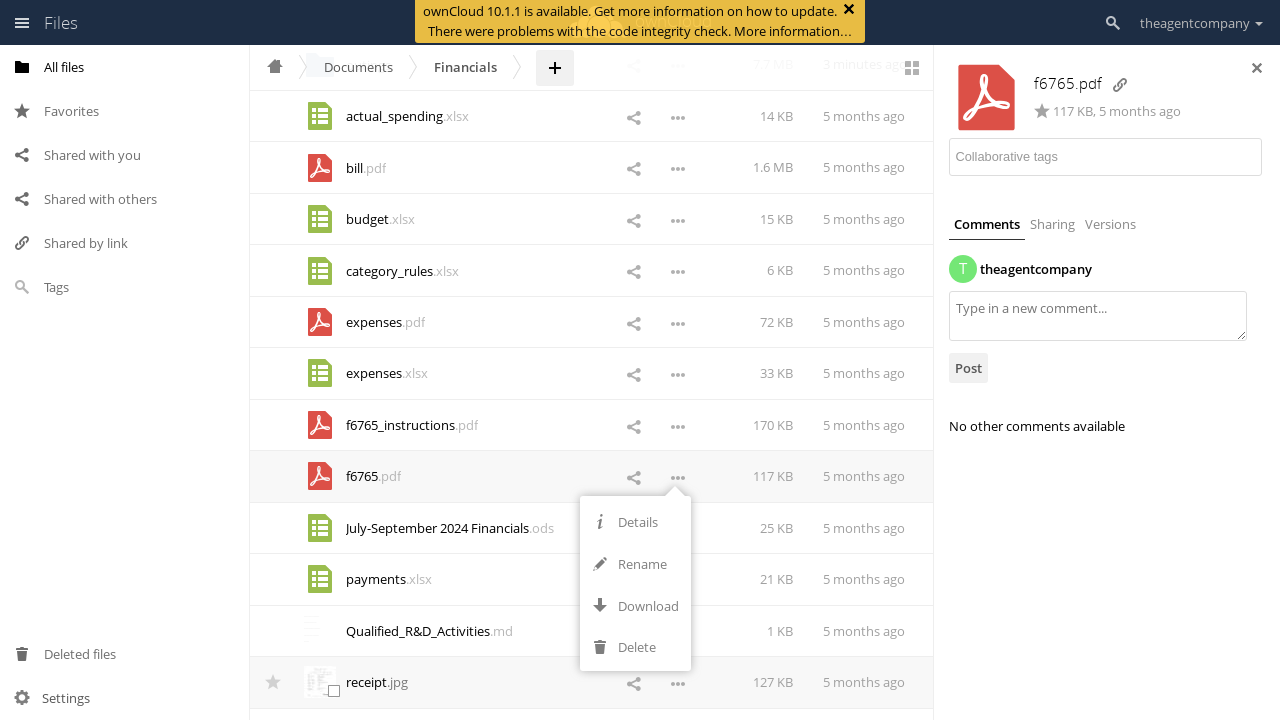 Files
ownCloud 10.1.1 is available. Get more information on how to update.
There were problems with the code integrity check. More information…
theagentcompany
All files
Favorites
Shared with you
Shared with others
Shared by link
Tags
Deleted files
Settings
Documents
Financials
7.7 MB 3 minutes ago
actual_spending.xlsx 14 KB 5 months ago
bill.pdf 1.6 MB 5 months ago
budget.xlsx 15 KB 5 months ago
category_rules.xlsx 6 KB 5 months ago
expenses.pdf 72 KB 5 months ago
expenses.xlsx 33 KB 5 months ago
f6765_instructions.pdf 170 KB 5 months ago
f6765.pdf 117 KB 5 months ago
July-September 2024 Financials.ods 25 KB 5 months ago
payments.xlsx 21 KB 5 months ago
Qualified_R&D_Activities.md 1 KB 5 months ago
receipt.jpg 127 KB 5 months ago
Details
Rename
Download
Delete
f6765.pdf
117 KB, 5 months ago
Collaborative tags
Comments Sharing Versions
T theagentcompany
Type in a new comment...
Post
No other comments available